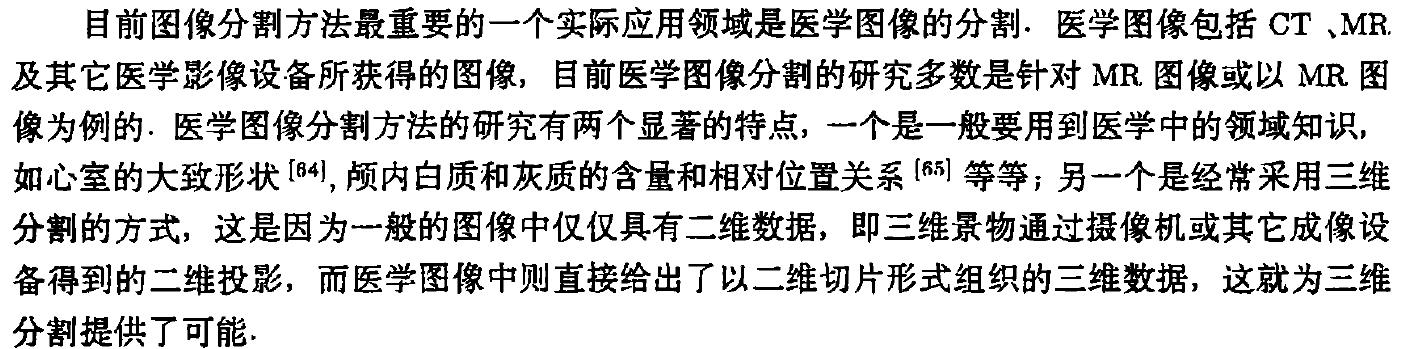 目前图像分割方法最重要的一个实际应用领域是医学图像的分割. 医学图像包括 CT 、MR
及其它医学影像设备所获得的图像，目前医学图像分割的研究多数是针对 MR 图像或以 MR 图
像为例的. 医学图像分割方法的研究有两个显著的特点，一个是一般要用到医学中的领域知识，
如心室的大致形状 [64], 颅内白质和灰质的含量和相对位置关系 [65] 等等；另一个是经常采用三维
分割的方式，这是因为一般的图像中仅仅具有二维数据，即三维景物通过摄像机或其它成像设
备得到的二维投影，而医学图像中则直接给出了以二维切片形式组织的三维数据，这就为三维
分割提供了可能.